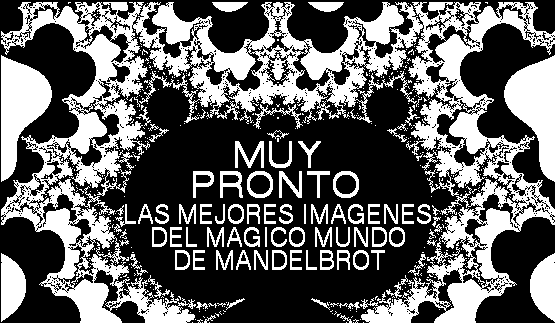 MUY
PRONTO
LAS MEJORES IMAGENES
DEL MAGICO MUNDO
DE MANDELBROT